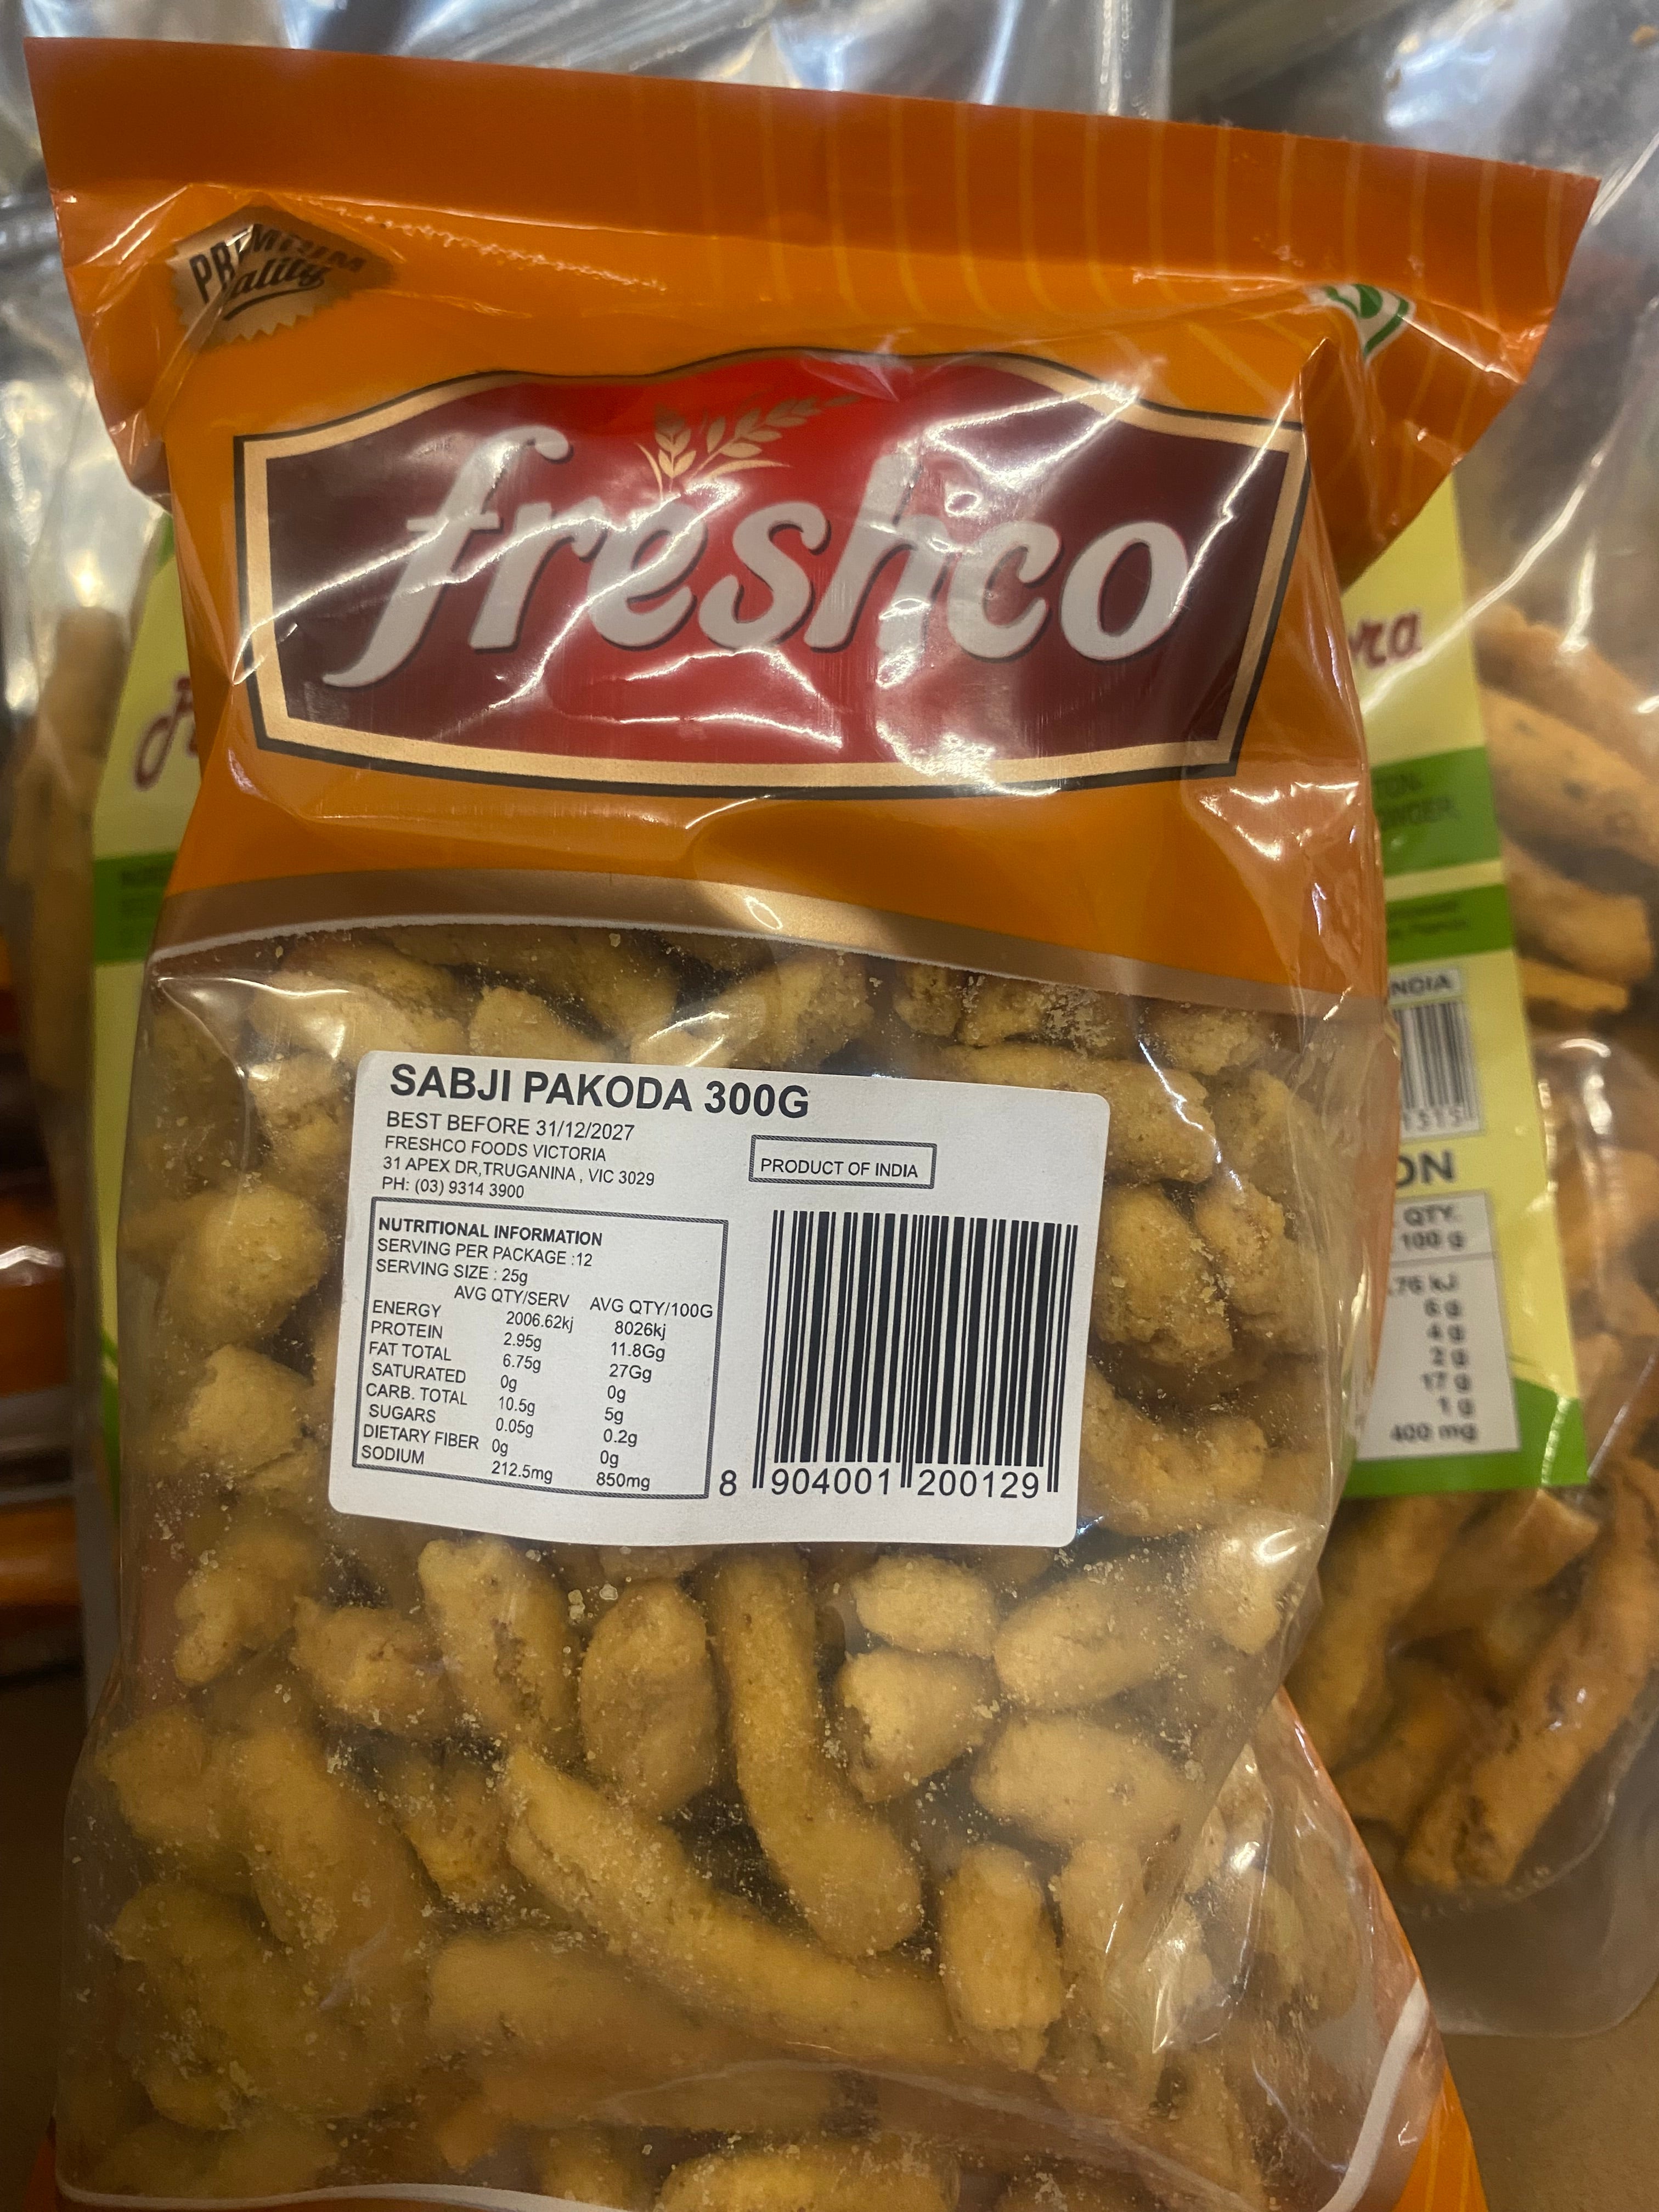 PREMIUM
Quality
freshco
SABJI PAKODA 300G
BEST BEFORE 31/12/2027
FRESHCO FOODS VICTORIA
31 APEX DR,TRUGANINA , VIC 3029
PH: (03) 9314 3900
PRODUCT OF INDIA
NUTRITIONAL INFORMATION
SERVING PER PACKAGE :12
SERVING SIZE : 25g
AVG QTY/SERV AVG QTY/100G
ENERGY 2006.62kj 8026kj
PROTEIN 2.95g 11.8Gg
FAT TOTAL 6.75g 27Gg
SATURATED 0g 0g
CARB. TOTAL 10.5g 5g
SUGARS 0.05g 0.2g
DIETARY FIBER 0g 0g
SODIUM 212.5mg 850mg
8 904001 200129
ra
INDIA
ON
QTY.
100 g
6 g
4 g
2 g
17 g
1 g
400 mg